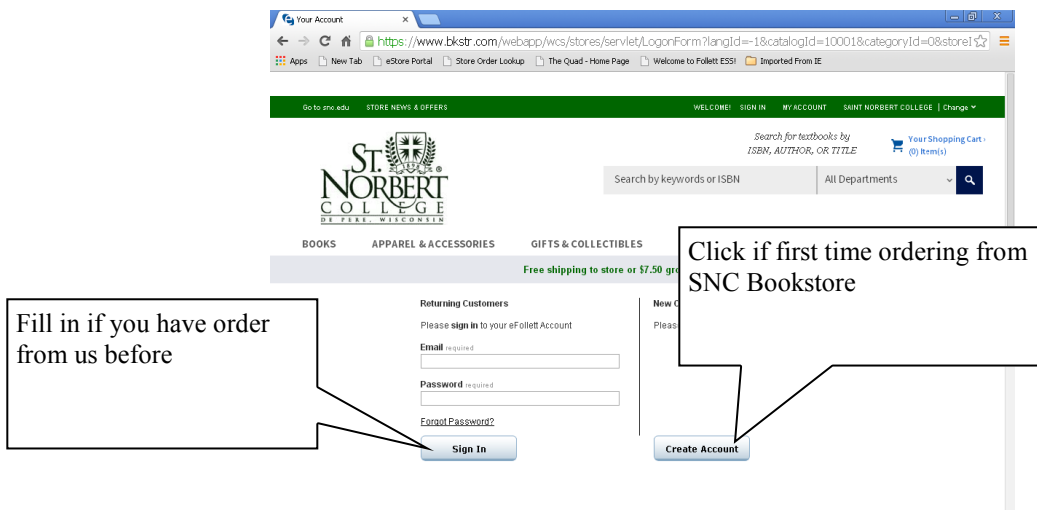 Your Account
https://www.bkstr.com/webapp/wcs/stores/servlet/LogonForm?langId=-1&catalogId=10001&categoryId=0&storeI
Apps New Tab eStore Portal Store Order Lookup The Quad - Home Page Welcome to Follett ESS! Imported From IE
Go to snc.edu STORE NEWS & OFFERS WELCOME! SIGN IN MY ACCOUNT SAINT NORBERT COLLEGE | Change
Search for textbooks by
ISBN, AUTHOR, OR TITLE
Your Shopping Cart
(0) Item(s)
ST.
1898
NORBERT
COLLEGE
DE PERE, WISCONSIN
Search by keywords or ISBN All Departments
BOOKS APPAREL & ACCESSORIES GIFTS & COLLECTIBLES
Free shipping to store or $7.50
Click if first time ordering from
SNC Bookstore
Fill in if you have order
from us before
Returning Customers
Please sign in to your eFollett Account
Email required
Password required
Forgot Password?
Sign In
New
Create Account